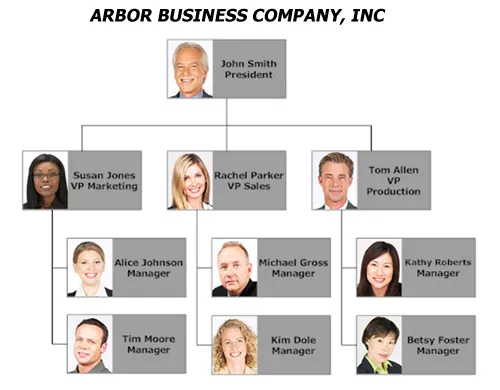 ARBOR BUSINESS COMPANY, INC
John Smith
President
Susan Jones
VP Marketing
Rachel Parker
VP Sales
Tom Allen
VP
Production
Alice Johnson
Manager
Michael Gross
Manager
Kathy Roberts
Manager
Tim Moore
Manager
Kim Dole
Manager
Betsy Foster
Manager